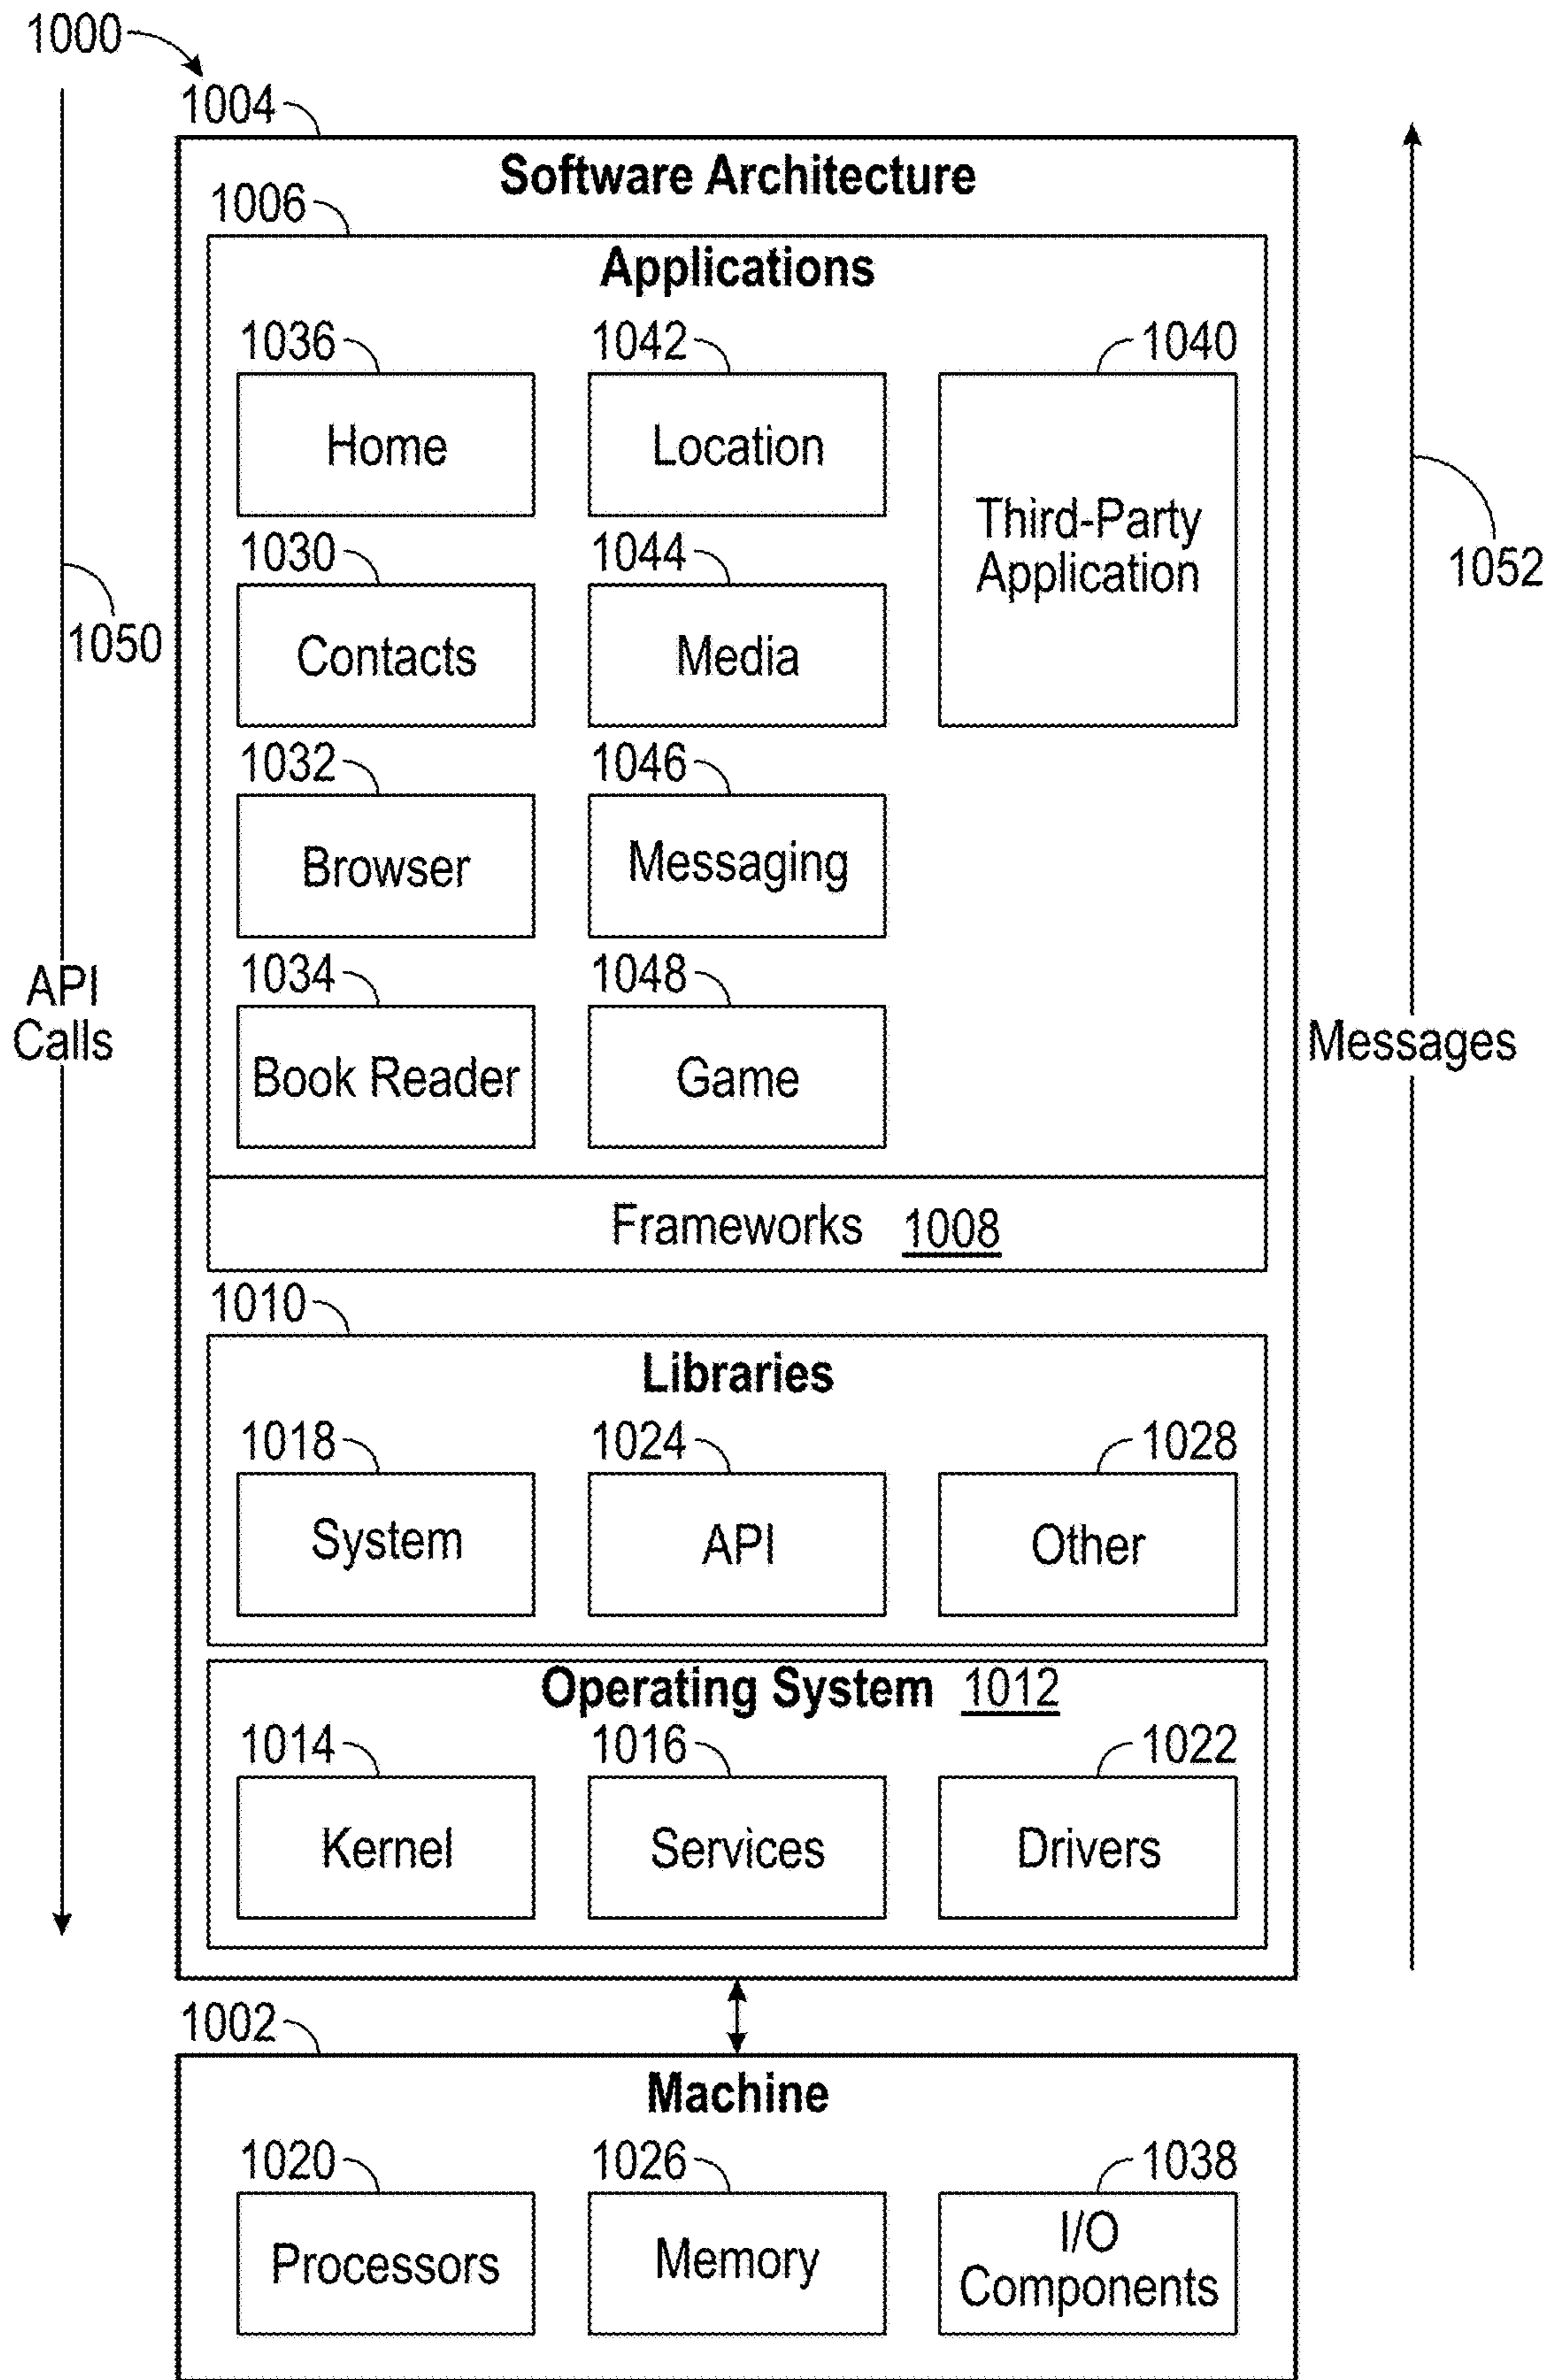 1000
1004
Software Architecture
1006
Applications
1036
1042
1040
Home
Location
Third-Party
Application
1030
1044
1052
1050
Contacts
Media
1032
1046
Browser
Messaging
1034
1048
API
Calls
Messages
Book Reader
Game
Frameworks 1008
1010
Libraries
1018
1024
1028
System
API
Other
Operating System 1012
1014
1016
1022
Kernel
Services
Drivers
1002
Machine
1020
1026
1038
Processors
Memory
I/O
Components